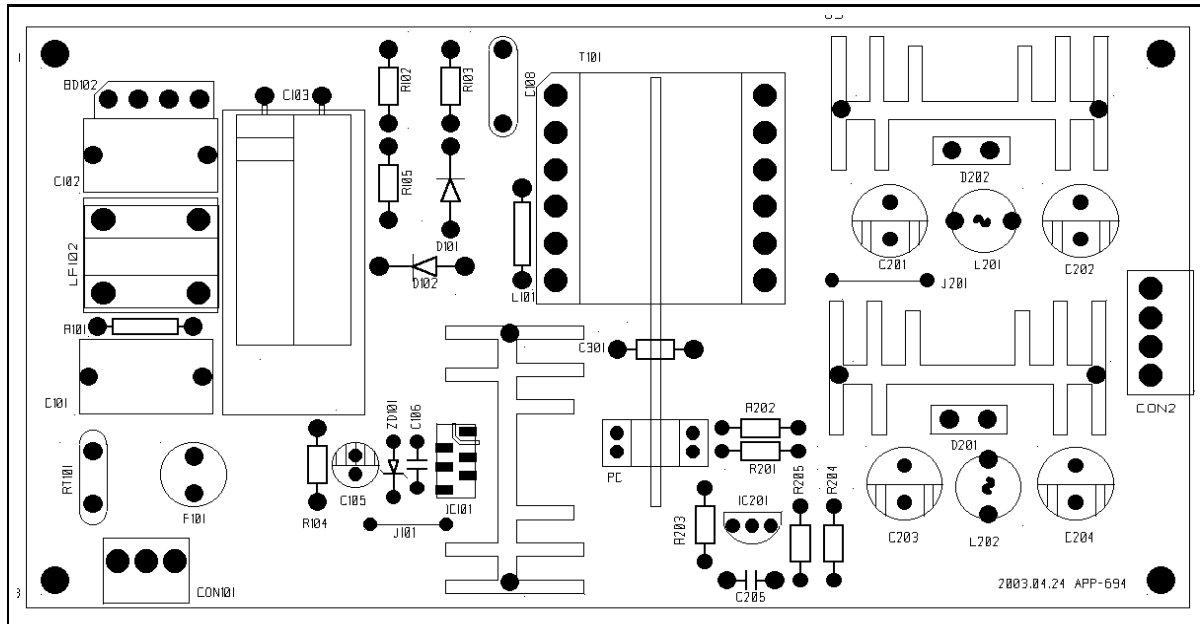 T101
BD102
C103
R102
R103
C108
C102
R105
D202
LF102
D101
D102
L101
C201
L201
C202
J201
R101
C301
CON2
C101
ZD101
C106
R202
D201
RT101
PC
R201
R205
R204
F101
R104
C105
IC101
IC201
J101
R203
C203
L202
C204
CON101
C205
2003.04.24 APP-694